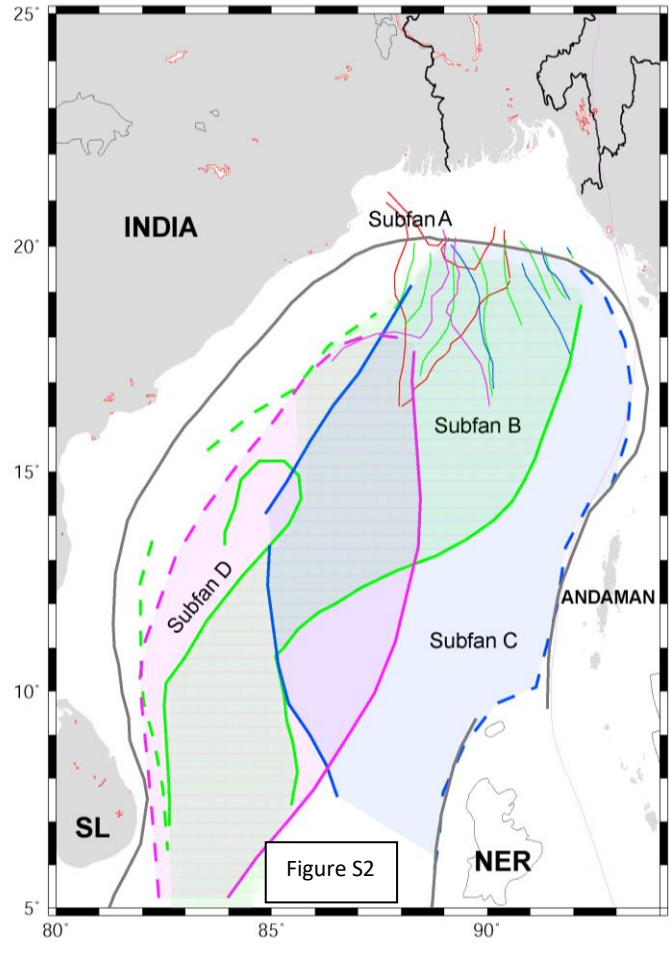 25°
INDIA
Subfan A
20°
Subfan B
15°
Subfan D
ANDAMAN
Subfan C
10°
SL
Figure S2
NER
5°
80°
85°
90°